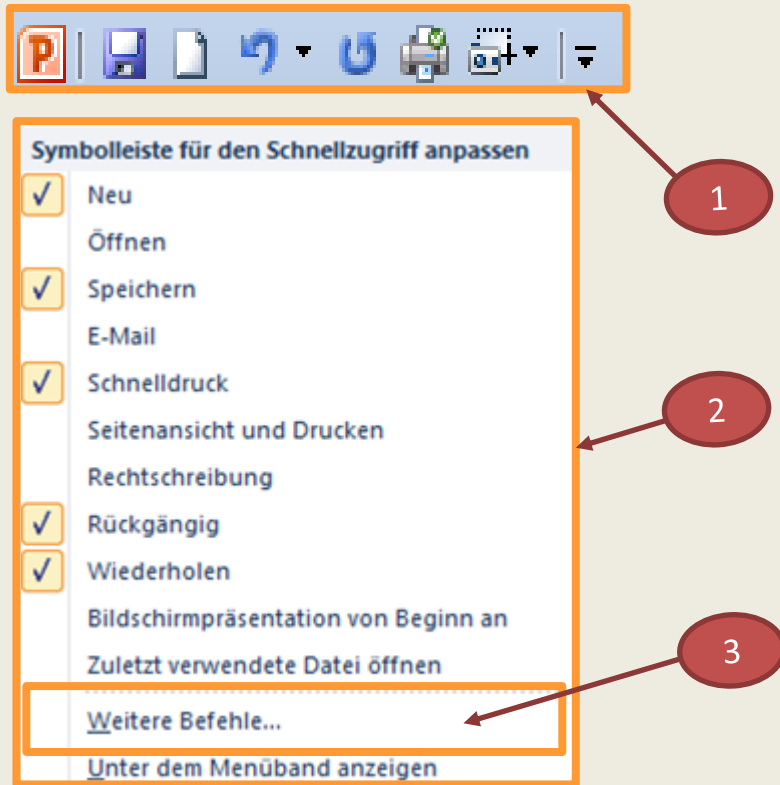 P
1
Symbolleiste für den Schnellzugriff anpassen
Neu
Öffnen
Speichern
E-Mail
2
Schnelldruck
Seitenansicht und Drucken
Rechtschreibung
Rückgängig
Wiederholen
Bildschirmpräsentation von Beginn an
Zuletzt verwendete Datei öffnen
3
Weitere Befehle...
Unter dem Menüband anzeigen